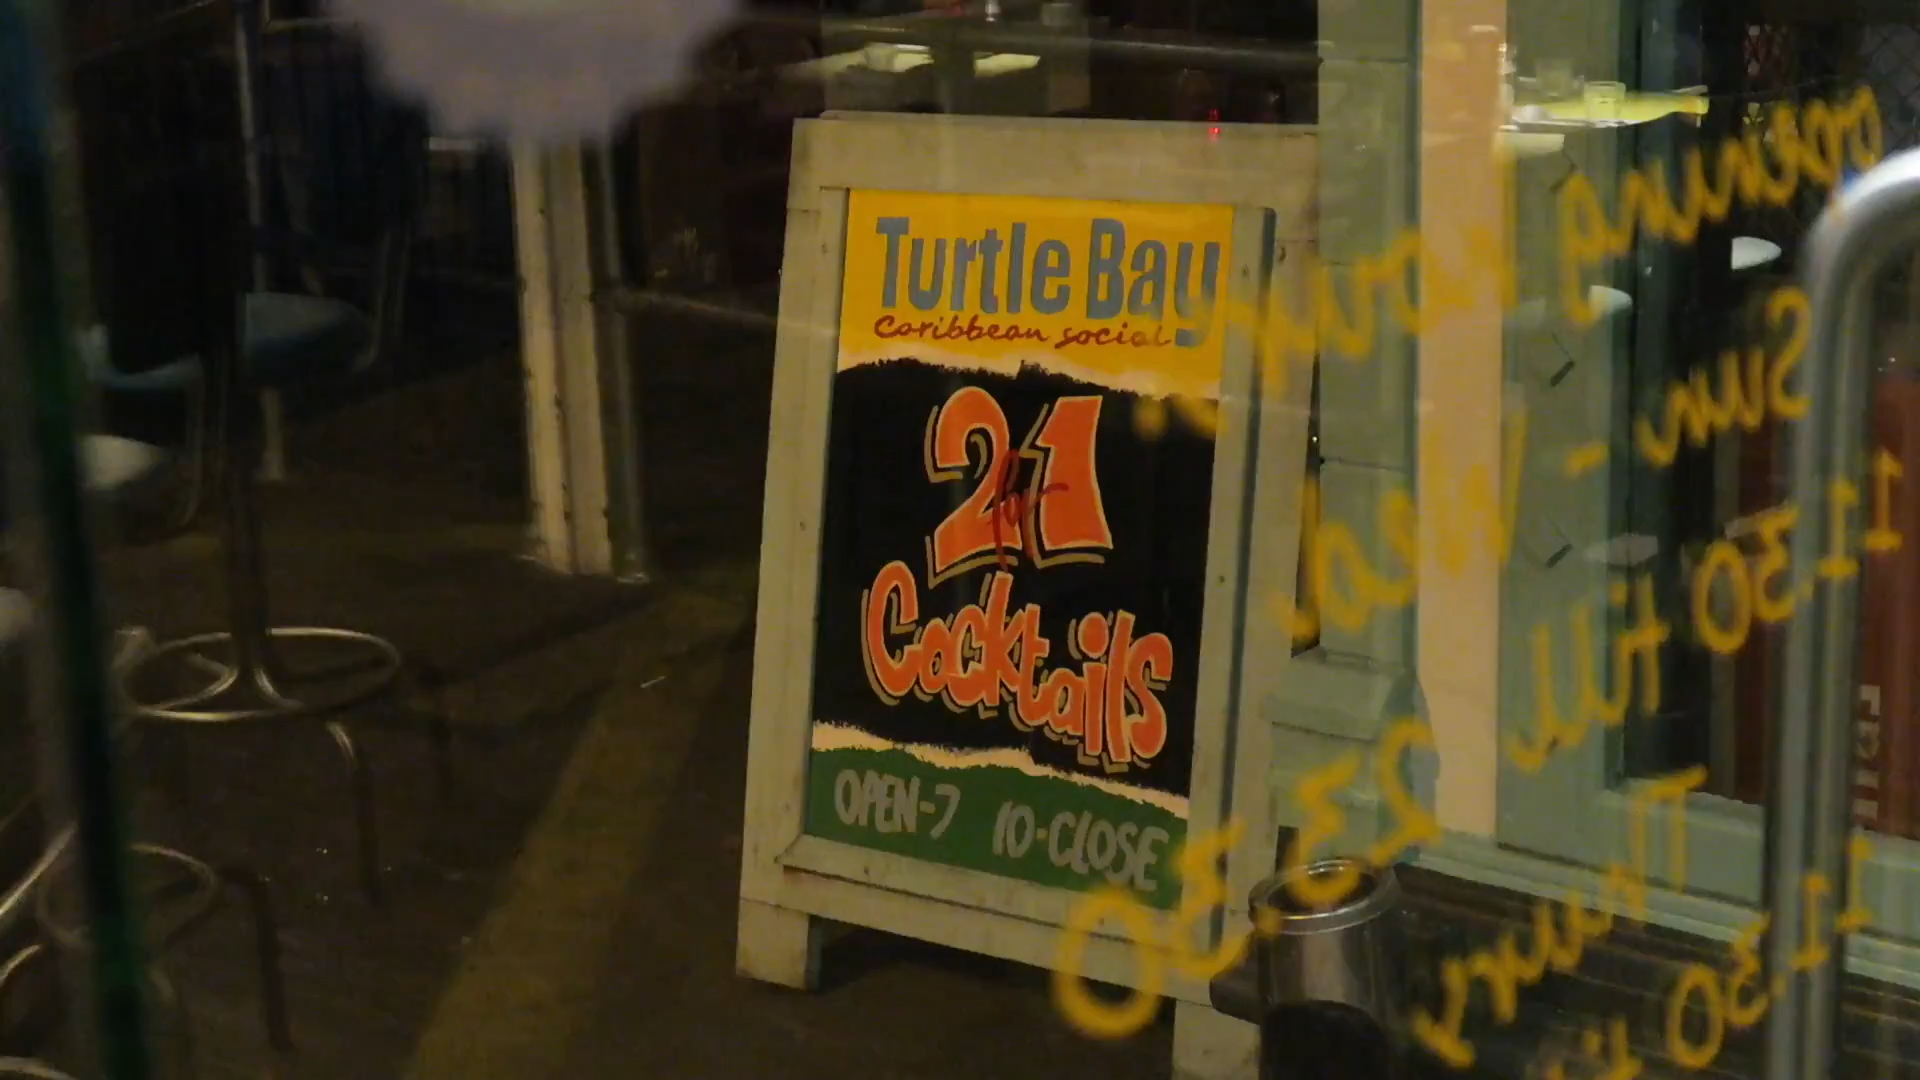 Turtle Bay
Caribbean social
2 for 1
Cocktails
OPEN-7 10-CLOSE
opening hours:
Sun - Wed:
11.30 till
23.30
Thurs
11.30